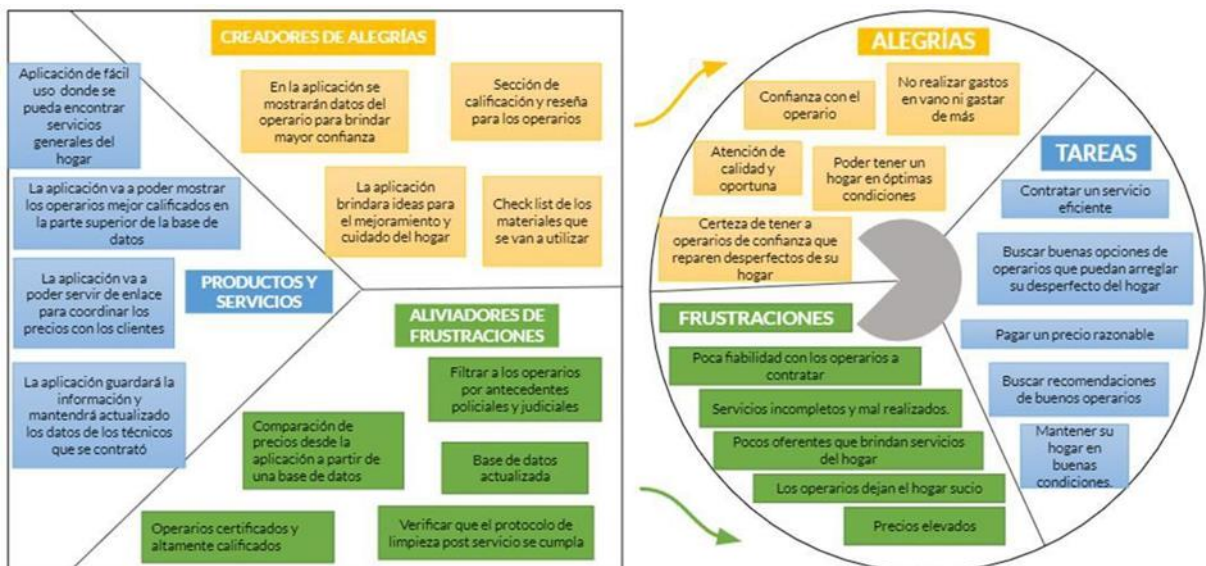 CREADORES DE ALEGRÍAS
Aplicación de fácil
uso donde se
pueda encontrar
servicios
generales del
hogar
En la aplicación se
mostrarán datos del
operario para brindar
mayor confianza
Sección de
calificación y reseña
para los operarios
La aplicación va a poder mostrar
los operarios mejor calificados en
la parte superior de la base de
datos
La aplicación
brindara ideas para
el mejoramiento y
cuidado del hogar
Check list de los
materiales que
se van a utilizar
La aplicación va a
poder servir de enlace
para coordinar los
precios con los clientes
PRODUCTOS Y
SERVICIOS
La aplicación guardará la
información y
mantendrá actualizado
los datos de los técnicos
que se contrató
ALIVIADORES DE
FRUSTRACIONES
Filtrar a los operarios
por antecedentes
policiales y judiciales
Comparación de
precios desde la
aplicación a partir de
una base de datos
Base de datos
actualizada
Operarios certificados y
altamente calificados
Verificar que el protocolo de
limpieza post servicio se cumpla
ALEGRÍAS
Confianza con el
operario
No realizar gastos
en vano ni gastar
de más
Atención de
calidad y
oportuna
Poder tener un
hogar en óptimas
condiciones
Certeza de tener a
operarios de confianza que
reparen desperfectos de su
hogar
TAREAS
Contratar un servicio
eficiente
Buscar buenas opciones de
operarios que puedan arreglar
su desperfecto del hogar
Pagar un precio razonable
Buscar recomendaciones
de buenos operarios
Mantener su
hogar en
buenas
condiciones.
FRUSTRACIONES
Poca fiabilidad con los operarios a
contratar
Servicios incompletos y mal realizados.
Pocos oferentes que brindan servicios
del hogar
Los operarios dejan el hogar sucio
Precios elevados